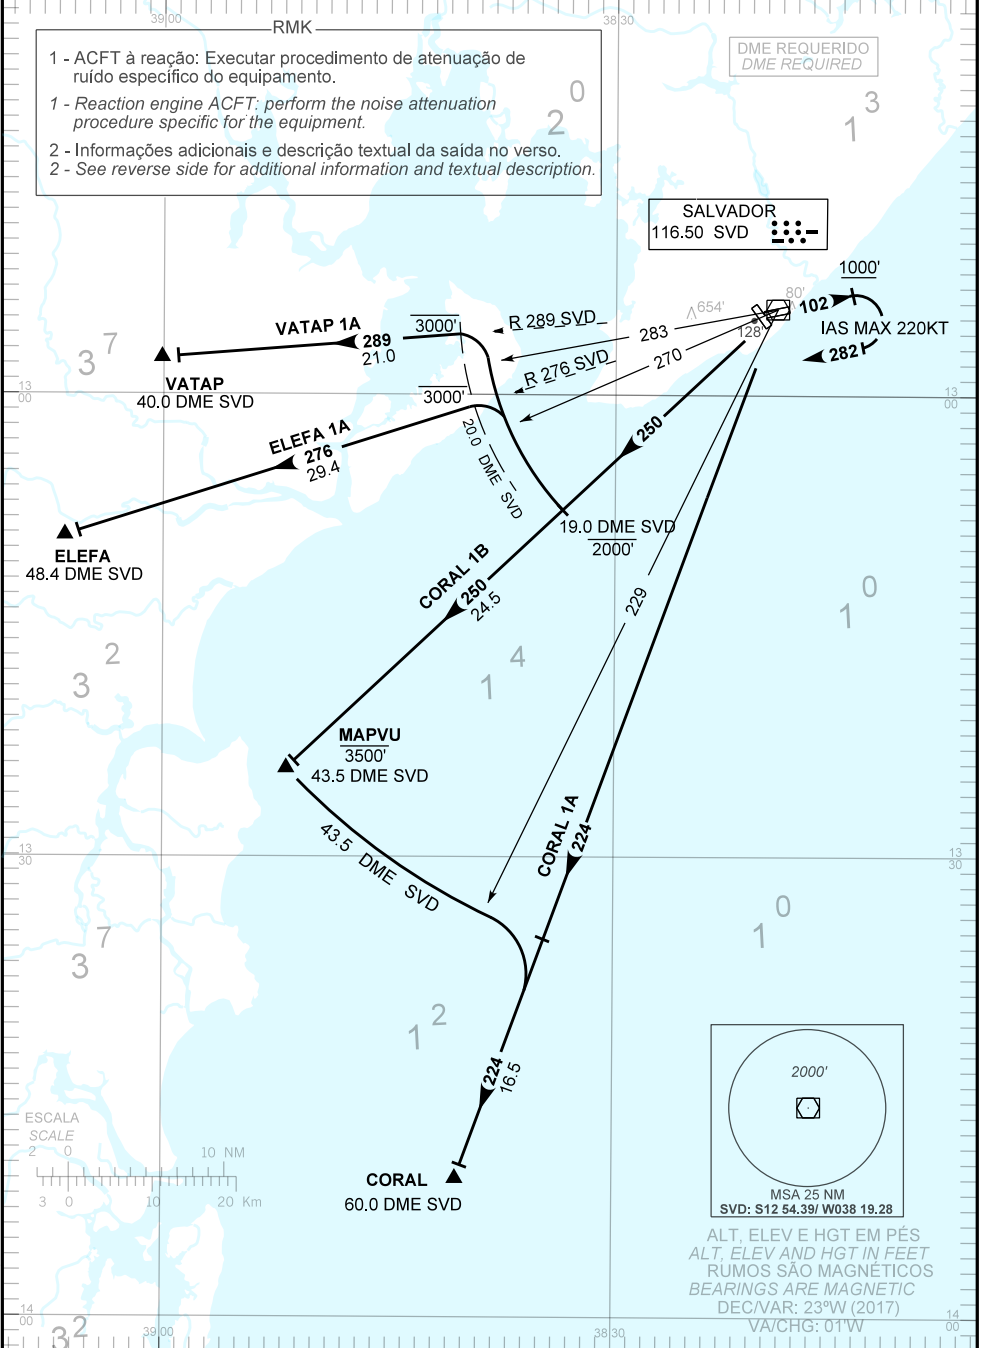 39 00
38 30
RMK
1 - ACFT à reação: Executar procedimento de atenuação de
ruído específico do equipamento.
1 - Reaction engine ACFT: perform the noise attenuation
procedure specific for the equipment.
2 - Informações adicionais e descrição textual da saída no verso.
2 - See reverse side for additional information and textual description.
DME REQUERIDO
DME REQUIRED
2 0
1 3
SALVADOR
116.50 SVD
1000'
80'
102
654'
128'
IAS MAX 220KT
282
3 7
VATAP 1A
289
21.0
3000'
R 289 SVD
283
R 276 SVD
270
VATAP
40.0 DME SVD
13 00
13 00
3000'
ELEFA 1A
276
29.4
20.0 DME SVD
250
19.0 DME SVD
2000'
ELEFA
48.4 DME SVD
CORAL 1B
250
24.5
229
1 0
3 2
1 4
MAPVU
3500'
43.5 DME SVD
43.5 DME SVD
CORAL 1A
224
13 30
13 30
3 7
1 0
1 2
224
16.5
CORAL
60.0 DME SVD
ESCALA
SCALE
2 0 10 NM
3 0 10 20 Km
2000'
MSA 25 NM
SVD: S12 54.39/ W038 19.28
ALT, ELEV E HGT EM PÉS
ALT, ELEV AND HGT IN FEET
RUMOS SÃO MAGNÉTICOS
BEARINGS ARE MAGNETIC
DEC/VAR: 23ºW (2017)
VA/CHG: 01'W
14 00
14 00
3 2
39 00
38 30